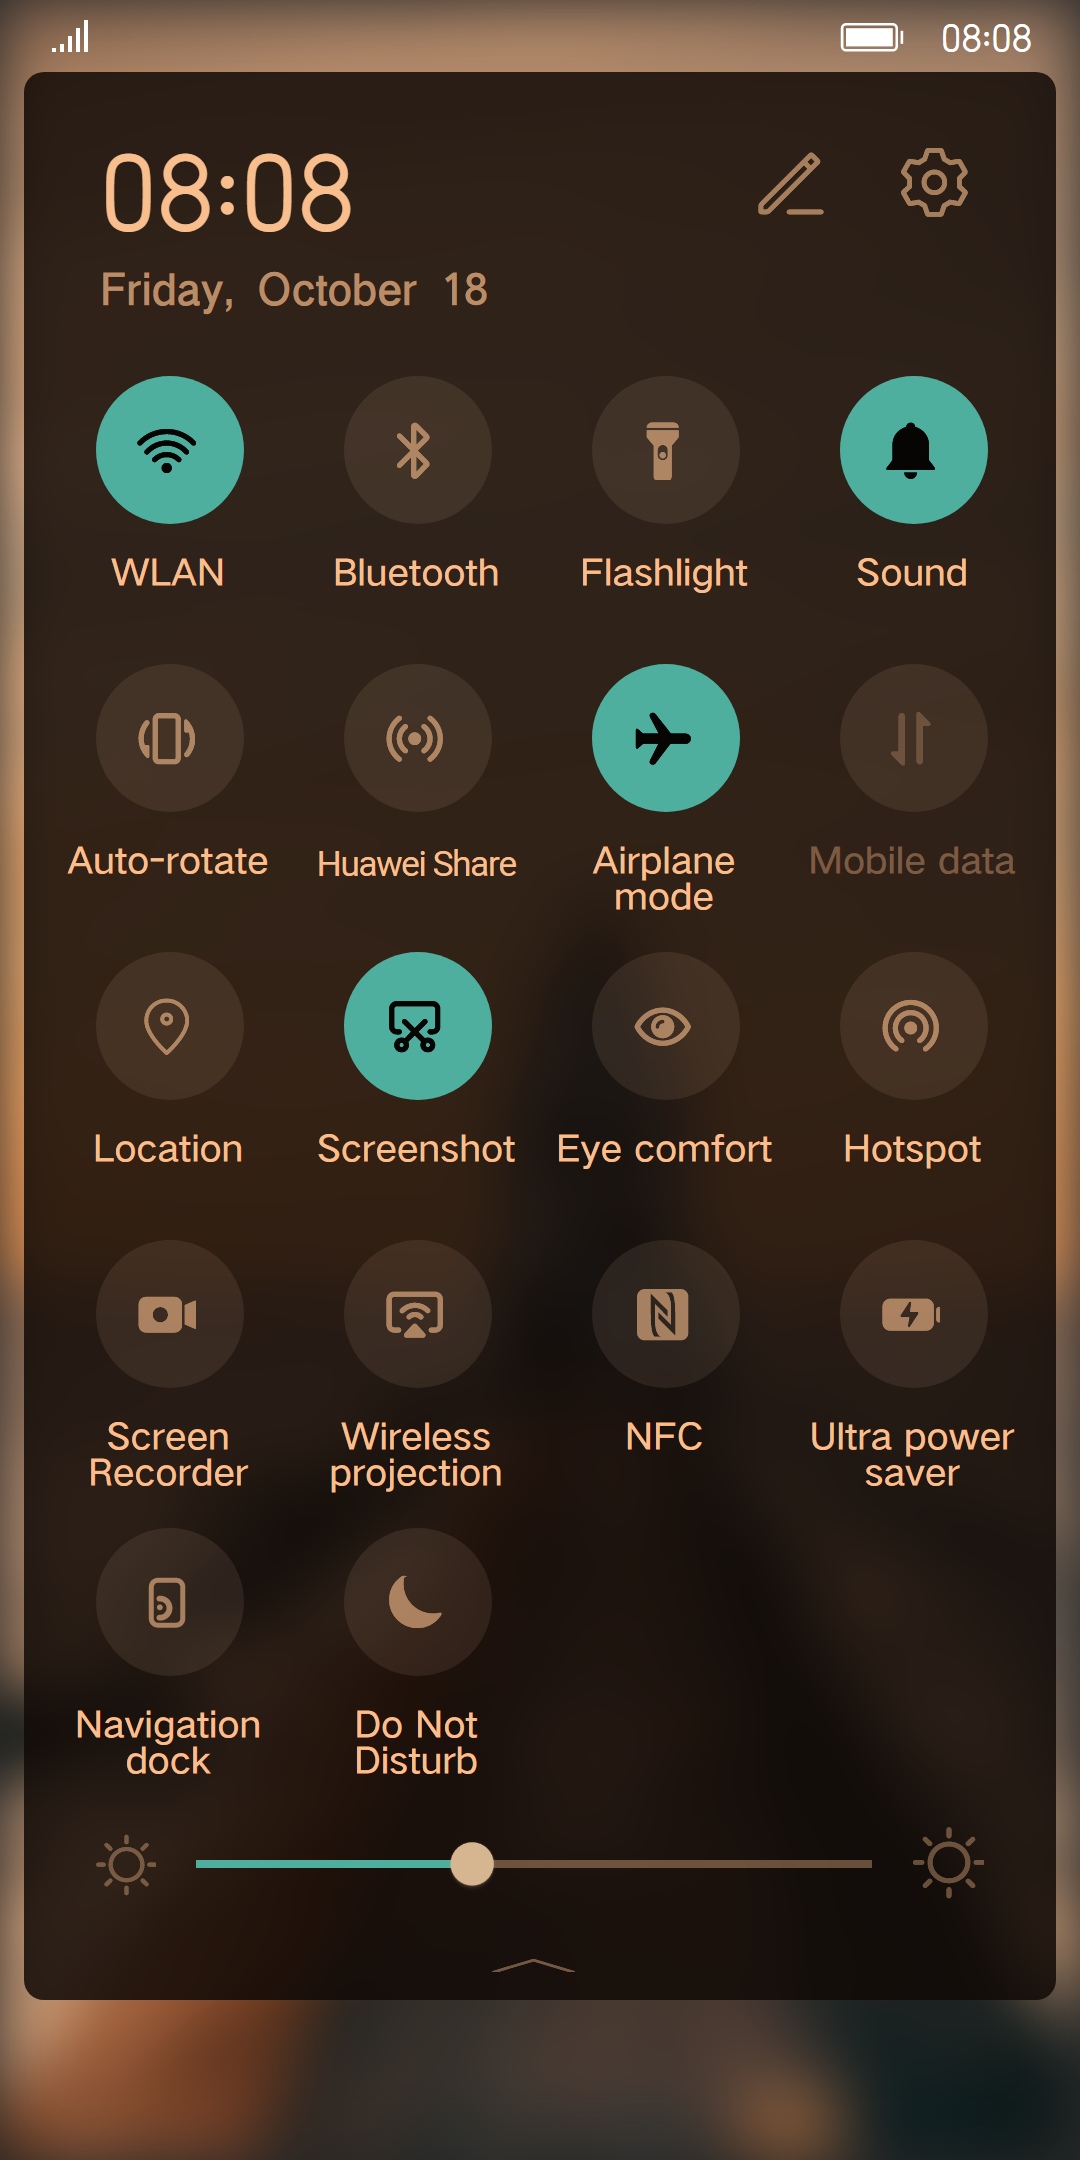 08:08
08:08
Friday, October 18
WLAN
Bluetooth
Flashlight
Sound
Auto-rotate
Huawei Share
Airplane
mode
Mobile data
Location
Screenshot
Eye comfort
Hotspot
Screen
Recorder
Wireless
projection
NFC
Ultra power
saver
Navigation
dock
Do Not
Disturb